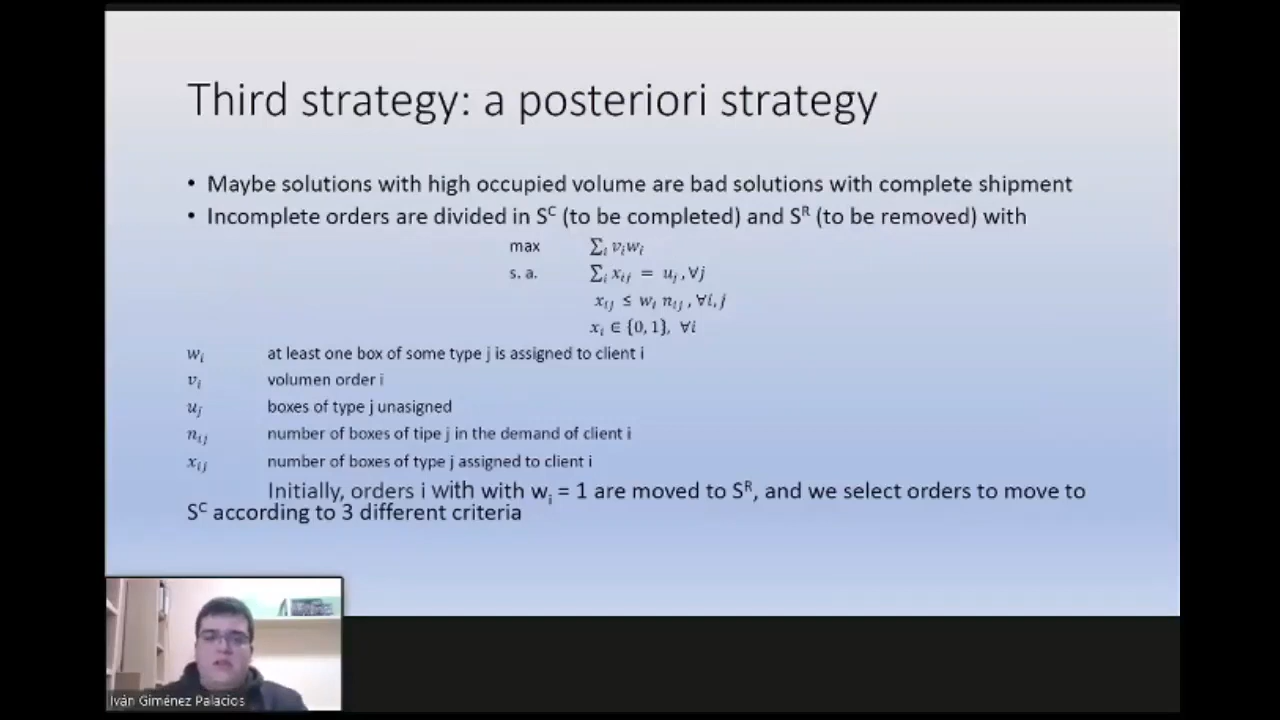 Third strategy: a posteriori strategy
• Maybe solutions with high occupied volume are bad solutions with complete shipment
• Incomplete orders are divided in Sᶜ (to be completed) and Sᴿ (to be removed) with
max ∑ᵢ vᵢwᵢ
s. a. ∑ᵢ xᵢⱼ = uⱼ ,∀j
xᵢⱼ ≤ wᵢ nᵢⱼ , ∀i, j
xᵢ ∈ {0,1}, ∀i
wᵢ at least one box of some type j is assigned to client i
vᵢ volumen order i
uⱼ boxes of type j unasigned
nᵢⱼ number of boxes of tipe j in the demand of client i
xᵢⱼ number of boxes of type j assigned to client i
Initially, orders i with with wᵢ = 1 are moved to Sᴿ, and we select orders to move to
Sᶜ according to 3 different criteria
Iván Giménez Palacios